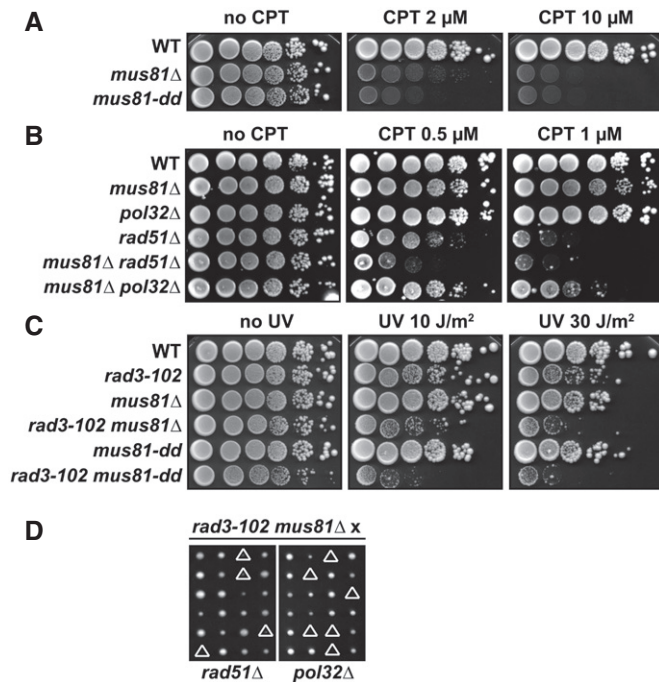 A
no CPT CPT 2 µM CPT 10 µM
WT
mus81Δ
mus81-dd
B
no CPT CPT 0.5 µM CPT 1 µM
WT
mus81Δ
pol32Δ
rad51Δ
mus81Δ rad51Δ
mus81Δ pol32Δ
C
no UV UV 10 J/m² UV 30 J/m²
WT
rad3-102
mus81Δ
rad3-102 mus81Δ
mus81-dd
rad3-102 mus81-dd
D
rad3-102 mus81Δ x
rad51Δ pol32Δ